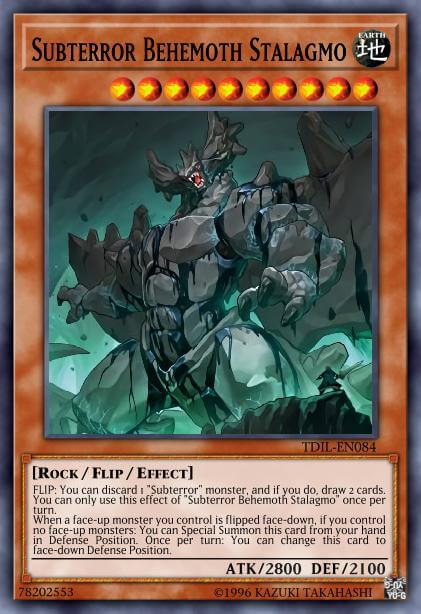 SUBTERROR BEHEMOTH STALAGMO
EARTH
地
TDIL-EN084
[ROCK / FLIP / EFFECT]
FLIP: You can discard 1 "Subterror" monster, and if you do, draw 2 cards.
You can only use this effect of "Subterror Behemoth Stalagmo" once per
turn.
When a face-up monster you control is flipped face-down, if you control
no face-up monsters: You can Special Summon this card from your hand
in Defense Position. Once per turn: You can change this card to
face-down Defense Position.
ATK/2800 DEF/2100
78202553
©1996 KAZUKI TAKAHASHI